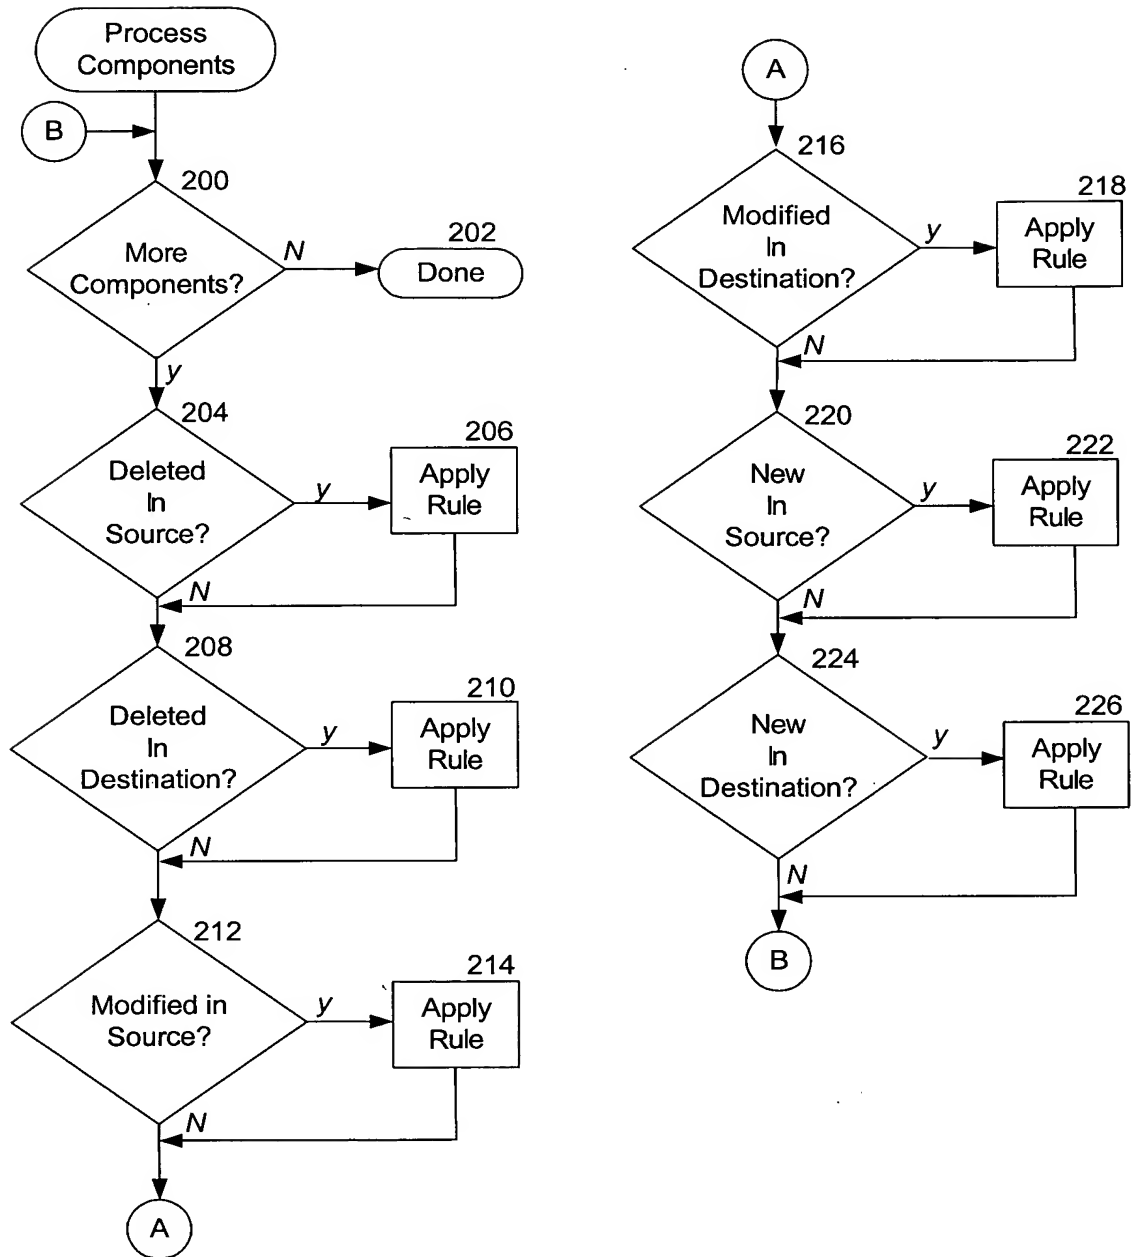 Process
Components
B
200
More
Components?
N
202
Done
y
204
Deleted
In
Source?
y
206
Apply
Rule
N
208
Deleted
In
Destination?
y
210
Apply
Rule
N
212
Modified in
Source?
y
214
Apply
Rule
N
A
A
216
Modified
In
Destination?
y
218
Apply
Rule
N
220
New
In
Source?
y
222
Apply
Rule
N
224
New
In
Destination?
y
226
Apply
Rule
N
B